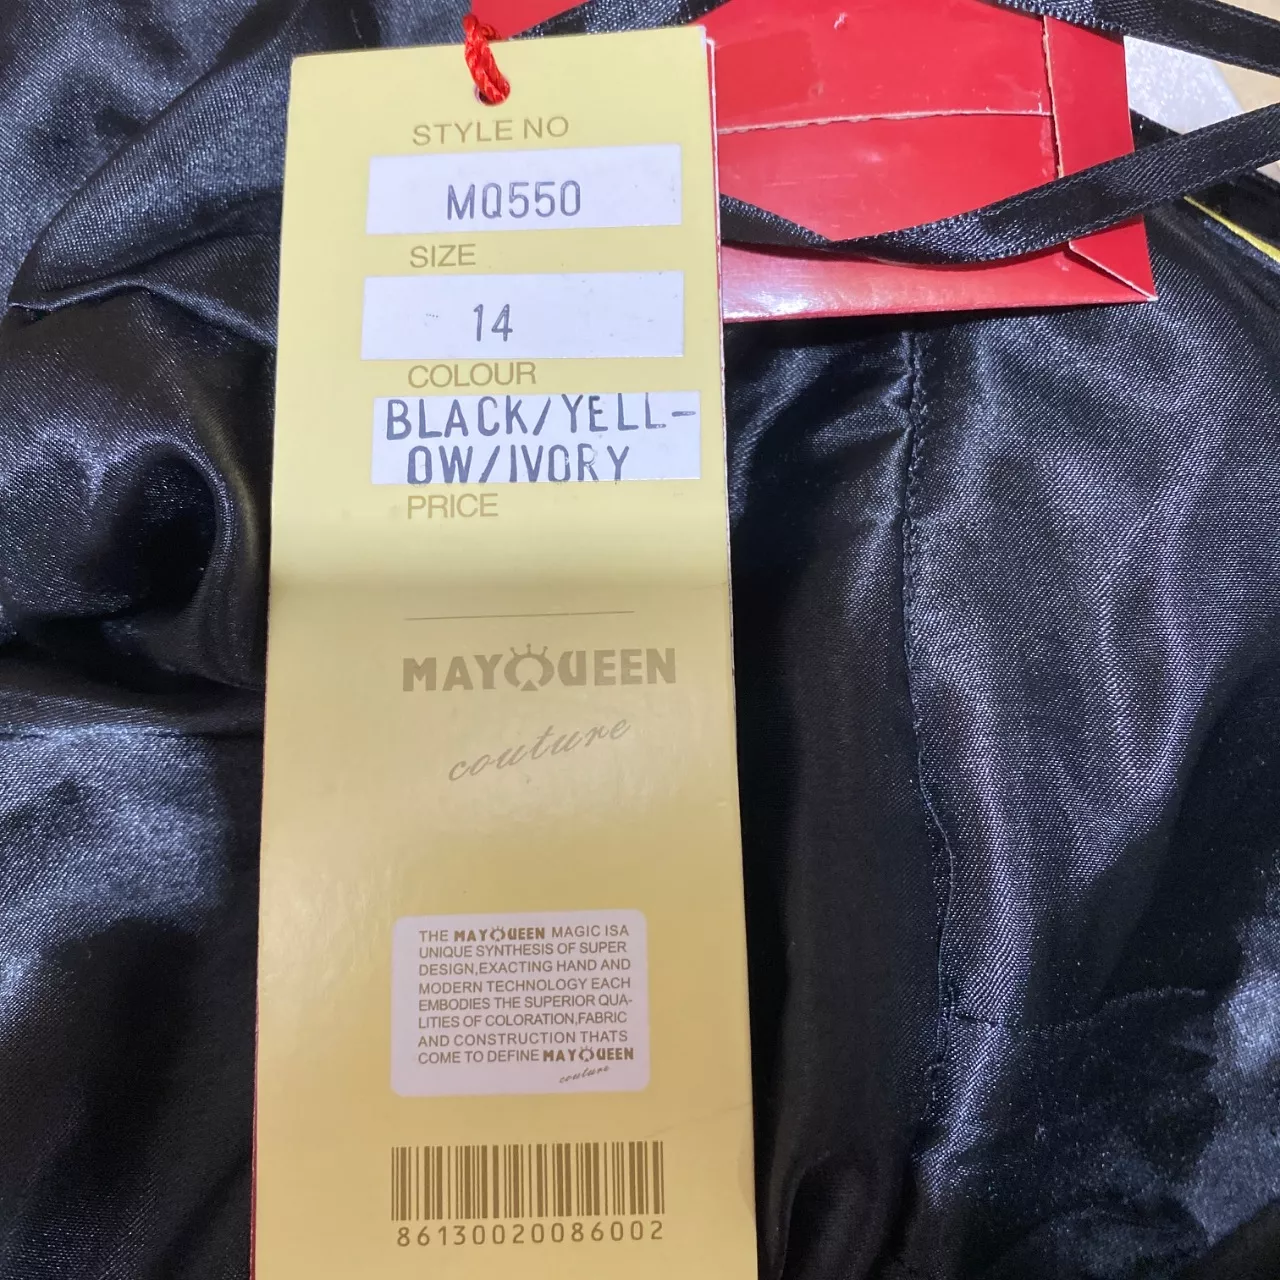 STYLE NO
MQ550
SIZE
14
COLOUR
BLACK/YELL-
OW/IVORY
PRICE
MAYQUEEN
couture
THE MAYQUEEN MAGIC ISA
UNIQUE SYNTHESIS OF SUPER
DESIGN,EXACTING HAND AND
MODERN TECHNOLOGY EACH
EMBODIES THE SUPERIOR QUA-
LITIES OF COLORATION,FABRIC
AND CONSTRUCTION THATS
COME TO DEFINE MAYQUEEN
couture
86130020086002